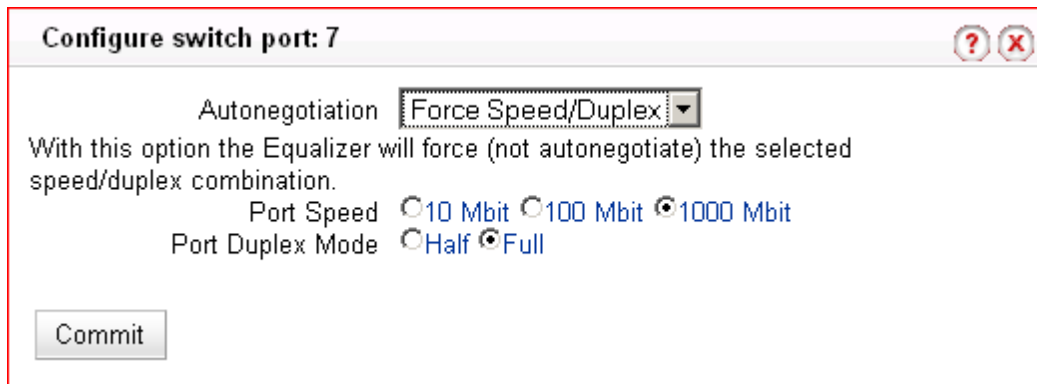 Configure switch port: 7 ? X
Autonegotiation Force Speed/Duplex
With this option the Equalizer will force (not autonegotiate) the selected
speed/duplex combination.
Port Speed 10 Mbit 100 Mbit 1000 Mbit
Port Duplex Mode Half Full
Commit